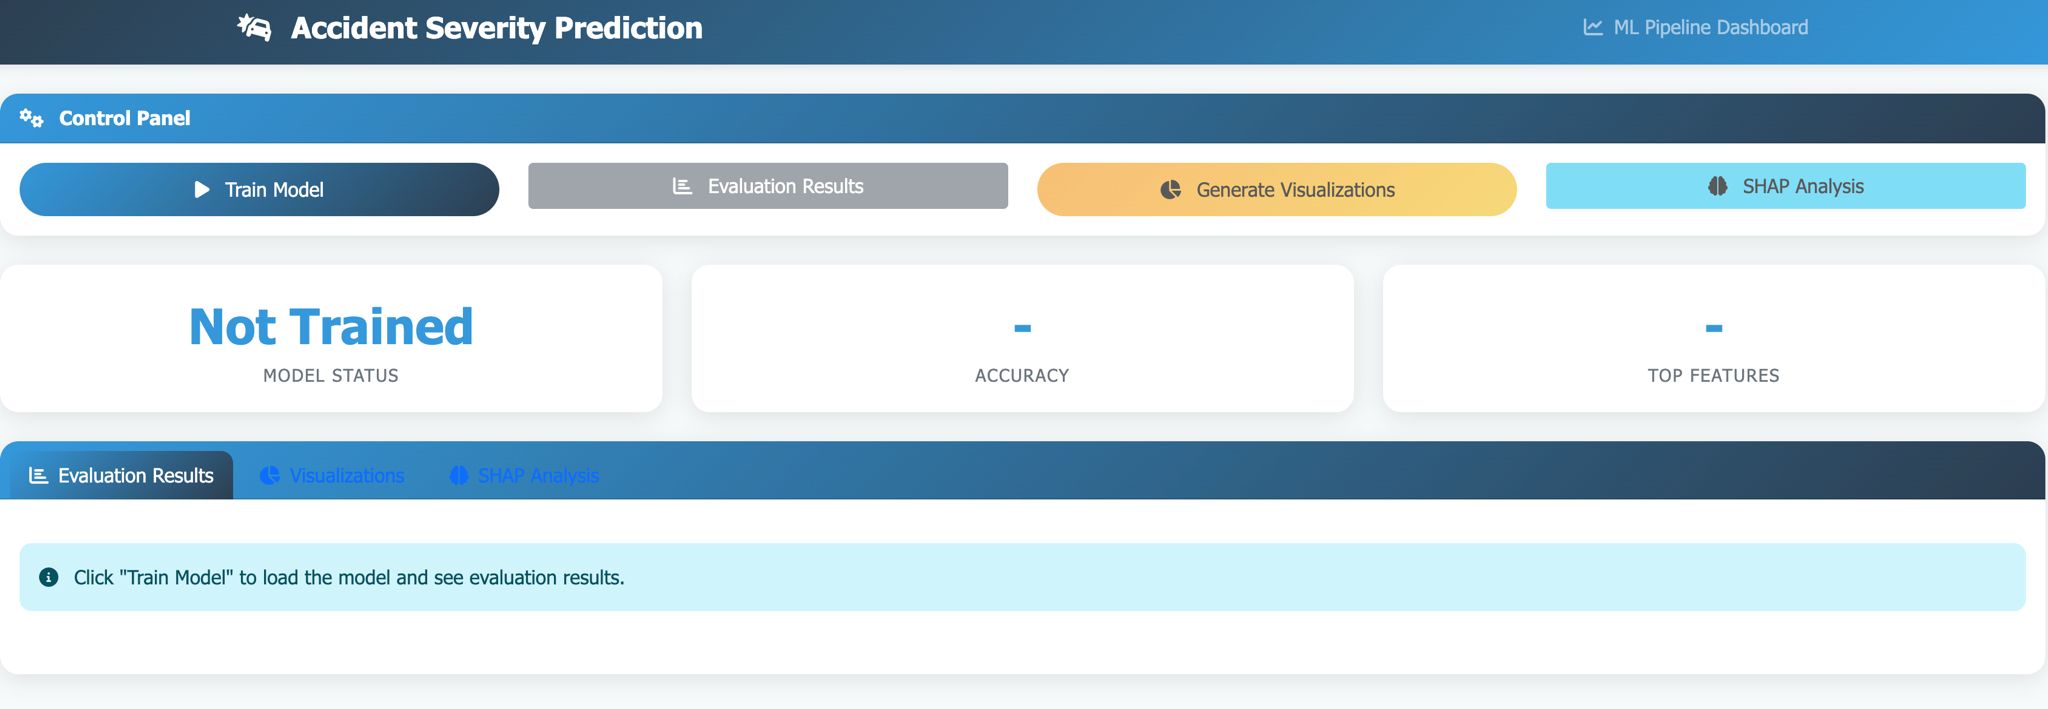 Accident Severity Prediction
ML Pipeline Dashboard
Control Panel
Train Model
Evaluation Results
Generate Visualizations
SHAP Analysis
Not Trained
MODEL STATUS
-
ACCURACY
-
TOP FEATURES
Evaluation Results
Visualizations
SHAP Analysis
Click "Train Model" to load the model and see evaluation results.